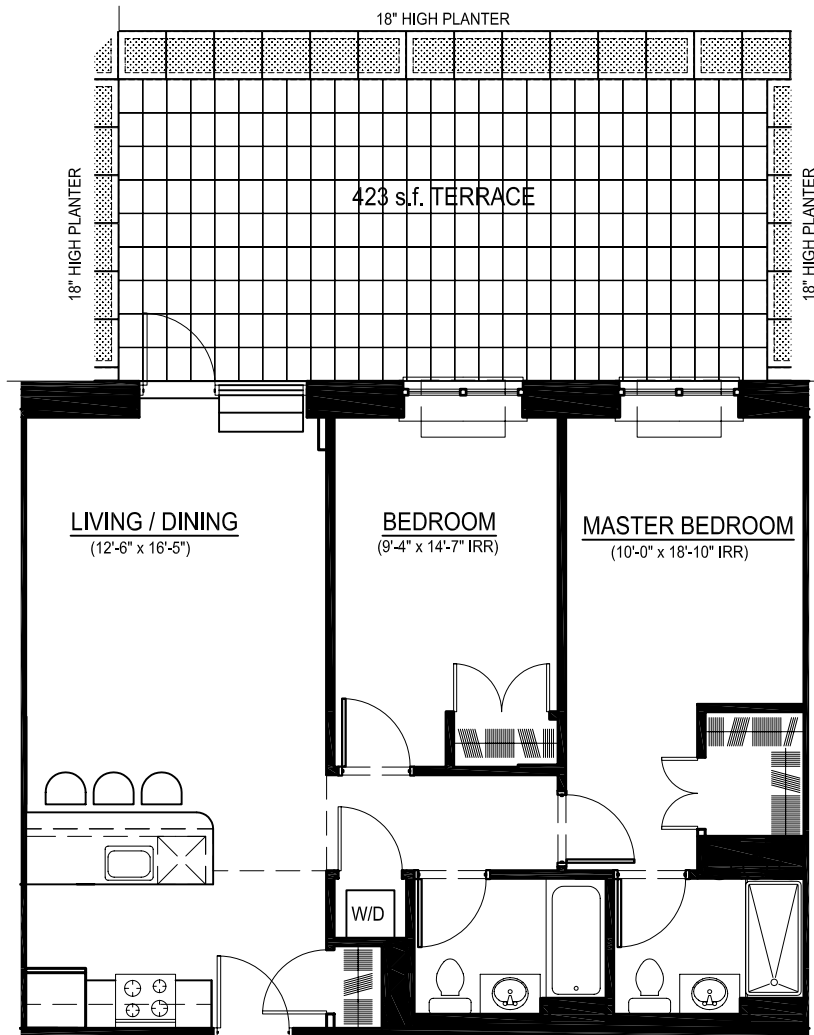 18" HIGH PLANTER
18" HIGH PLANTER
423 s.f. TERRACE
18" HIGH PLANTER
LIVING / DINING
(12'-6" x 16'-5")
BEDROOM
(9'-4" x 14'-7" IRR)
MASTER BEDROOM
(10'-0" x 18'-10" IRR)
W/D